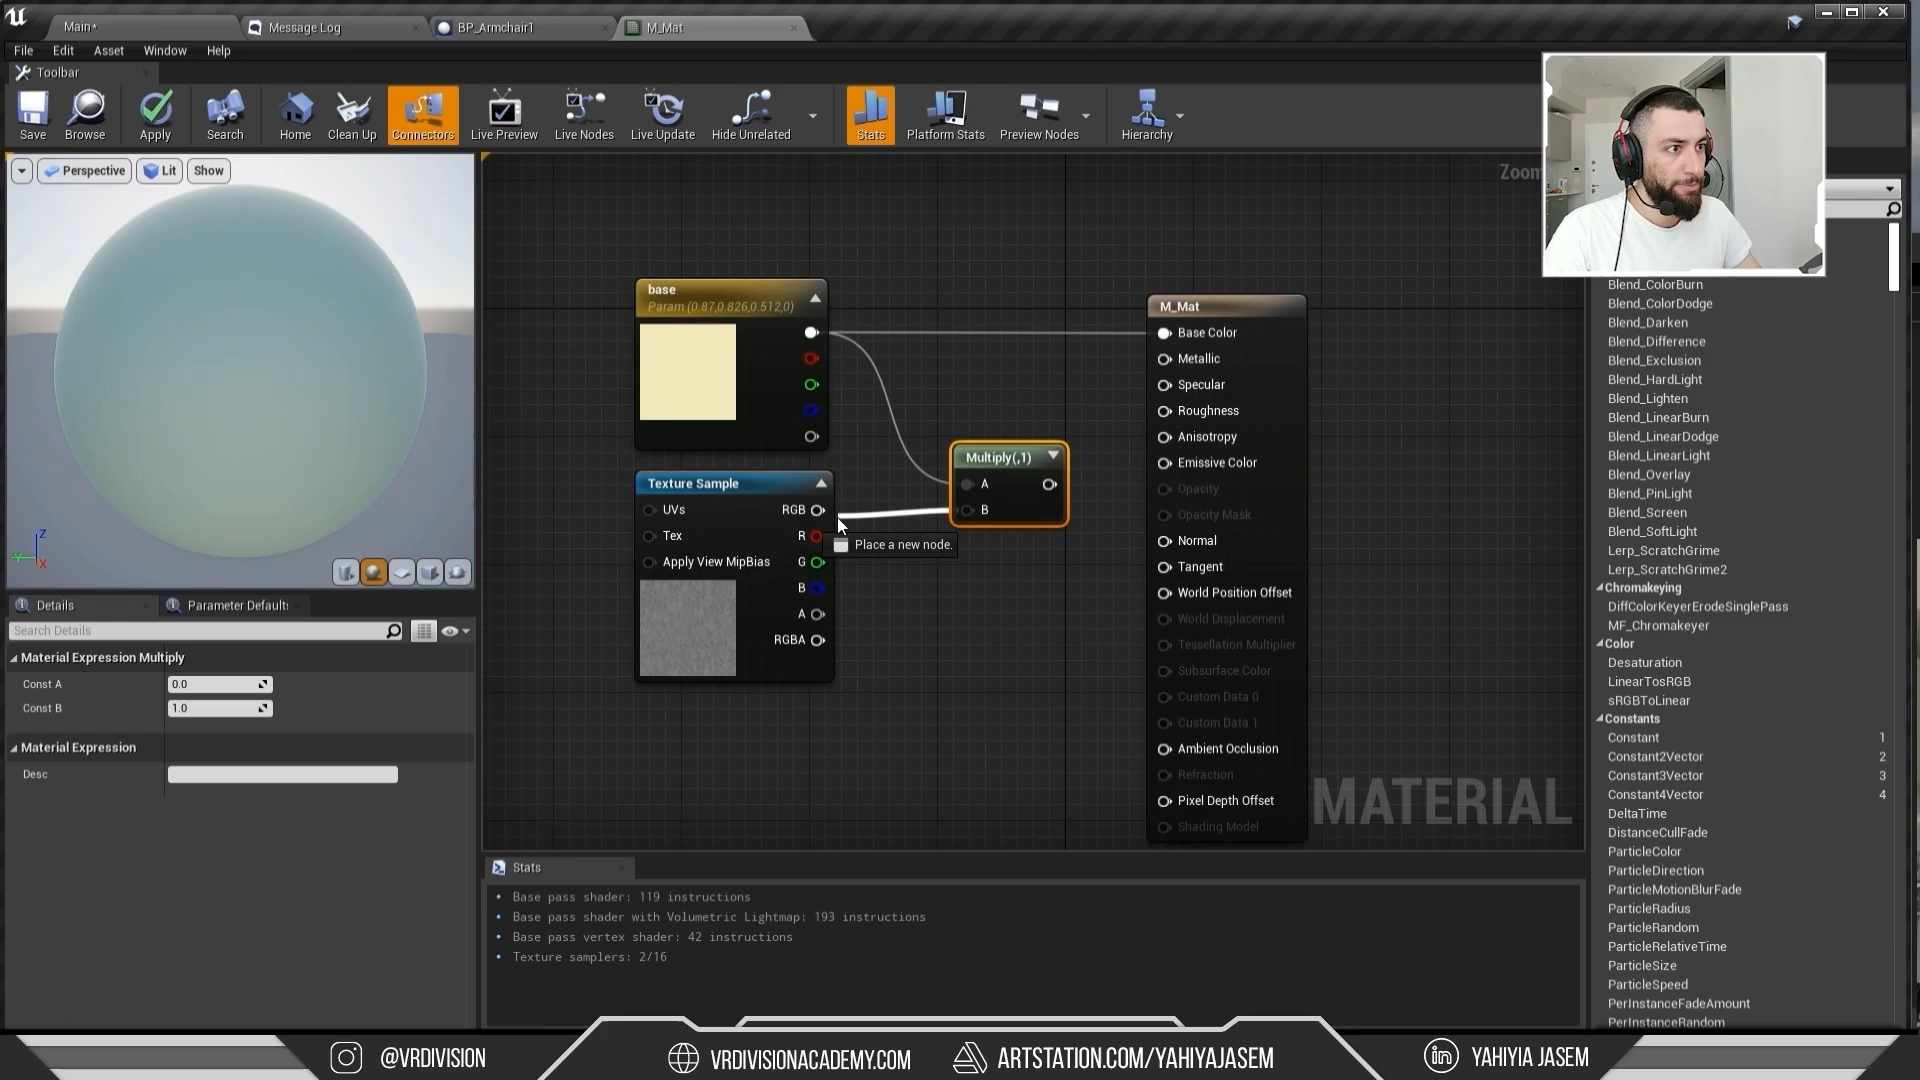 Main*
Message Log
BP_Armchair1
M_Mat
File
Edit
Asset
Window
Help
Toolbar
Save
Browse
Apply
Search
Home
Clean Up
Connectors
Live Preview
Live Nodes
Live Update
Hide Unrelated
Stats
Platform Stats
Preview Nodes
Hierarchy
Perspective
Lit
Show
Zoom
base
Param (0.87,0.826,0.512,0)
Texture Sample
UVs
RGB
Tex
R
Apply View MipBias
G
B
A
RGBA
Place a new node.
Multiply(,1)
A
B
M_Mat
Base Color
Metallic
Specular
Roughness
Anisotropy
Emissive Color
Opacity
Opacity Mask
Normal
Tangent
World Position Offset
World Displacement
Tessellation Multiplier
Subsurface Color
Custom Data 0
Custom Data 1
Ambient Occlusion
Refraction
Pixel Depth Offset
Shading Model
MATERIAL
Z
Y
X
Details
Parameter Default
Search Details
Material Expression Multiply
Const A
0.0
Const B
1.0
Material Expression
Desc
Stats
Base pass shader: 119 instructions
Base pass shader with Volumetric Lightmap: 193 instructions
Base pass vertex shader: 42 instructions
Texture samplers: 2/16
Blend_ColorBurn
Blend_ColorDodge
Blend_Darken
Blend_Difference
Blend_Exclusion
Blend_HardLight
Blend_Lighten
Blend_LinearBurn
Blend_LinearDodge
Blend_LinearLight
Blend_Overlay
Blend_PinLight
Blend_Screen
Blend_SoftLight
Lerp_ScratchGrime
Lerp_ScratchGrime2
Chromakeying
DiffColorKeyerErodeSinglePass
MF_Chromakeyer
Color
Desaturation
LinearTosRGB
sRGBToLinear
Constants
Constant 1
Constant2Vector 2
Constant3Vector 3
Constant4Vector 4
DeltaTime
DistanceCullFade
ParticleColor
ParticleDirection
ParticleMotionBlurFade
ParticleRadius
ParticleRandom
ParticleRelativeTime
ParticleSize
ParticleSpeed
PerInstanceFadeAmount
PerInstanceRandom
@VRDIVISION
VRDIVISIONACADEMY.COM
ARTSTATION.COM/YAHIYAJASEM
in
YAHIYIA JASEM